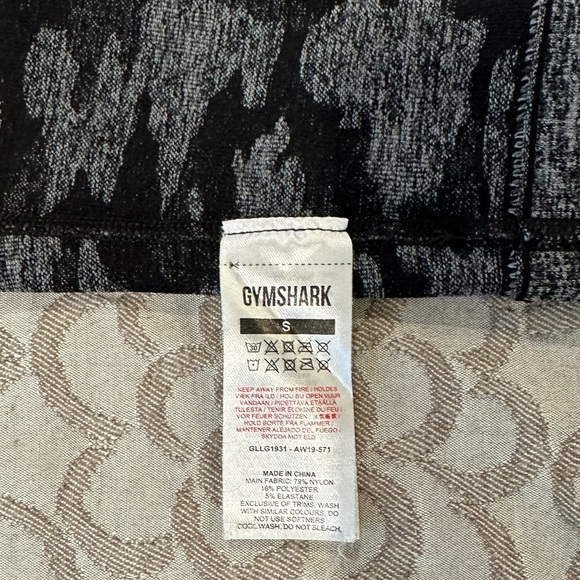 GYMSHARK
S
30
KEEP AWAY FROM FIRE / HOLDES
VÆK FRA ILD / HOU BIJ OPEN VUUR
VANDAAN / PIDETTÄVÄ ETÄÄLLÄ
TULESTA / TENIR ÉLOIGNÉ DU FEU /
VOR FEUER SCHÜTZEN /
HOLD BORTE FRA FLAMMER /
MANTENER ALEJADO DEL FUEGO /
SKYDDA MOT ELD
GLLG1931 - AW19-571
MADE IN CHINA
MAIN FABRIC: 79% NYLON
16% POLYESTER
5% ELASTANE
EXCLUSIVE OF TRIMS. WASH
WITH SIMILAR COLOURS, DO
NOT USE SOFTNERS
COOL WASH, DO NOT BLEACH.